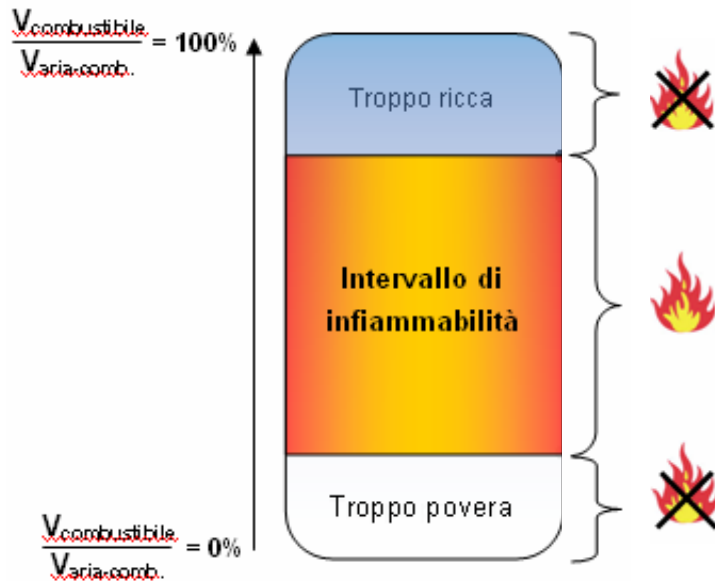 Vcombustibile
Varia-comb.
= 100%
Troppo ricca
Intervallo di
infiammabilità
Troppo povera
Vcombustibile
Varia-comb.
= 0%